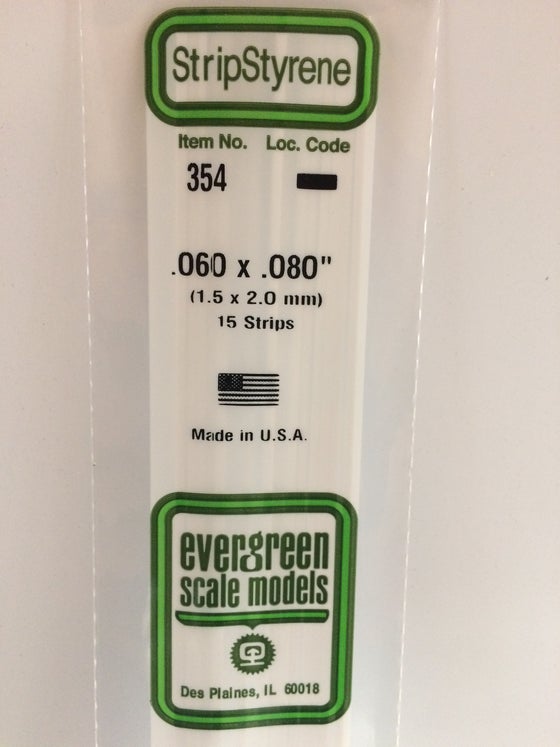 StripStyrene
Item No. Loc. Code
354
.060 x .080"
(1.5 x 2.0 mm)
15 Strips
Made in U.S.A.
evergreen
scale models
Des Plaines, IL 60018